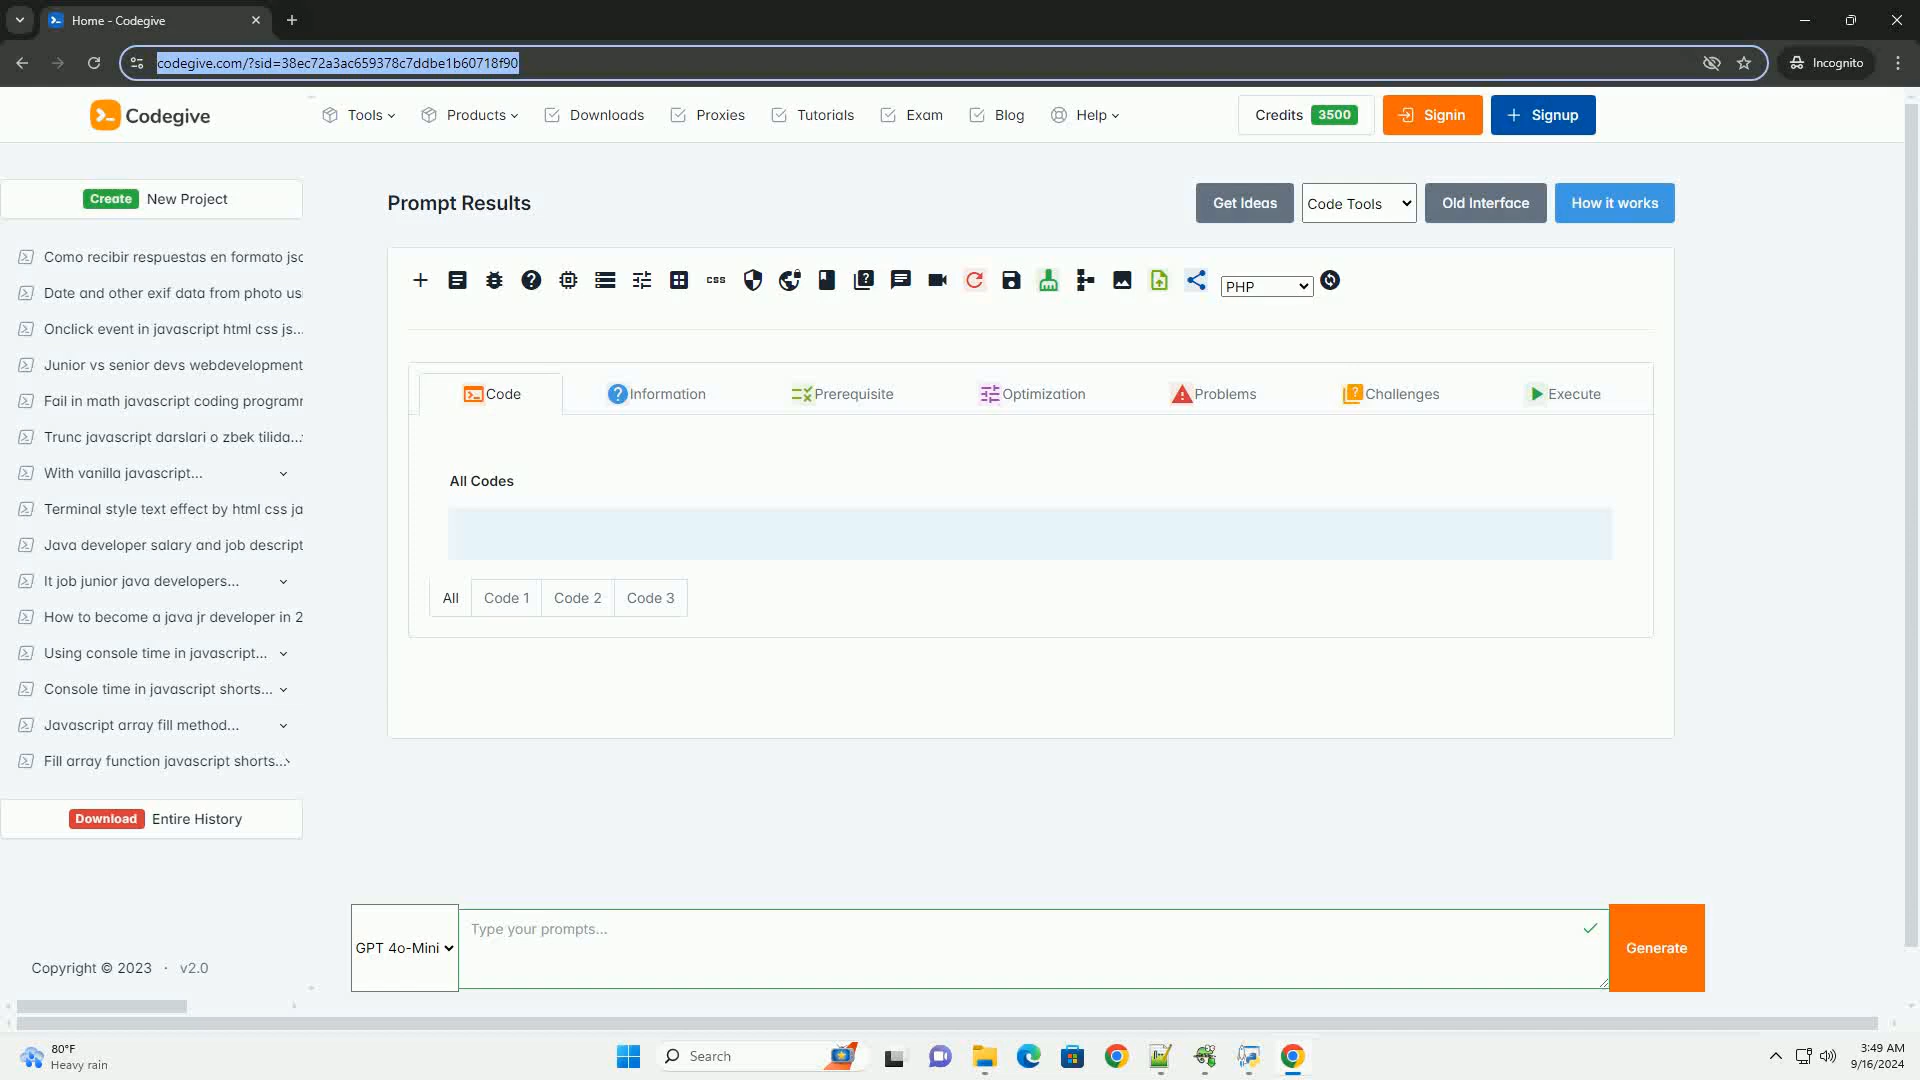 Home - Codegive
codegive.com/?sid=38ec72a3ac659378c7ddbe1b60718f90
Incognito
Codegive
Tools
Products
Downloads
Proxies
Tutorials
Exam
Blog
Help
Credits 3500
Signin
Signup
Create New Project
Prompt Results
Get Ideas
Code Tools
Old Interface
How it works
Como recibir respuestas en formato jsc
Date and other exif data from photo us
Onclick event in javascript html css js...
Junior vs senior devs webdevelopment
Fail in math javascript coding program
Trunc javascript darslari o zbek tilida...
With vanilla javascript...
Terminal style text effect by html css ja
Java developer salary and job descript
It job junior java developers...
How to become a java jr developer in 2
Using console time in javascript...
Console time in javascript shorts...
Javascript array fill method...
Fill array function javascript shorts...
css
PHP
Code
Information
Prerequisite
Optimization
Problems
Challenges
Execute
All Codes
All
Code 1
Code 2
Code 3
Download Entire History
GPT 4o-Mini
Type your prompts...
Generate
Copyright © 2023 · v2.0
80°F
Heavy rain
Search
3:49 AM
9/16/2024